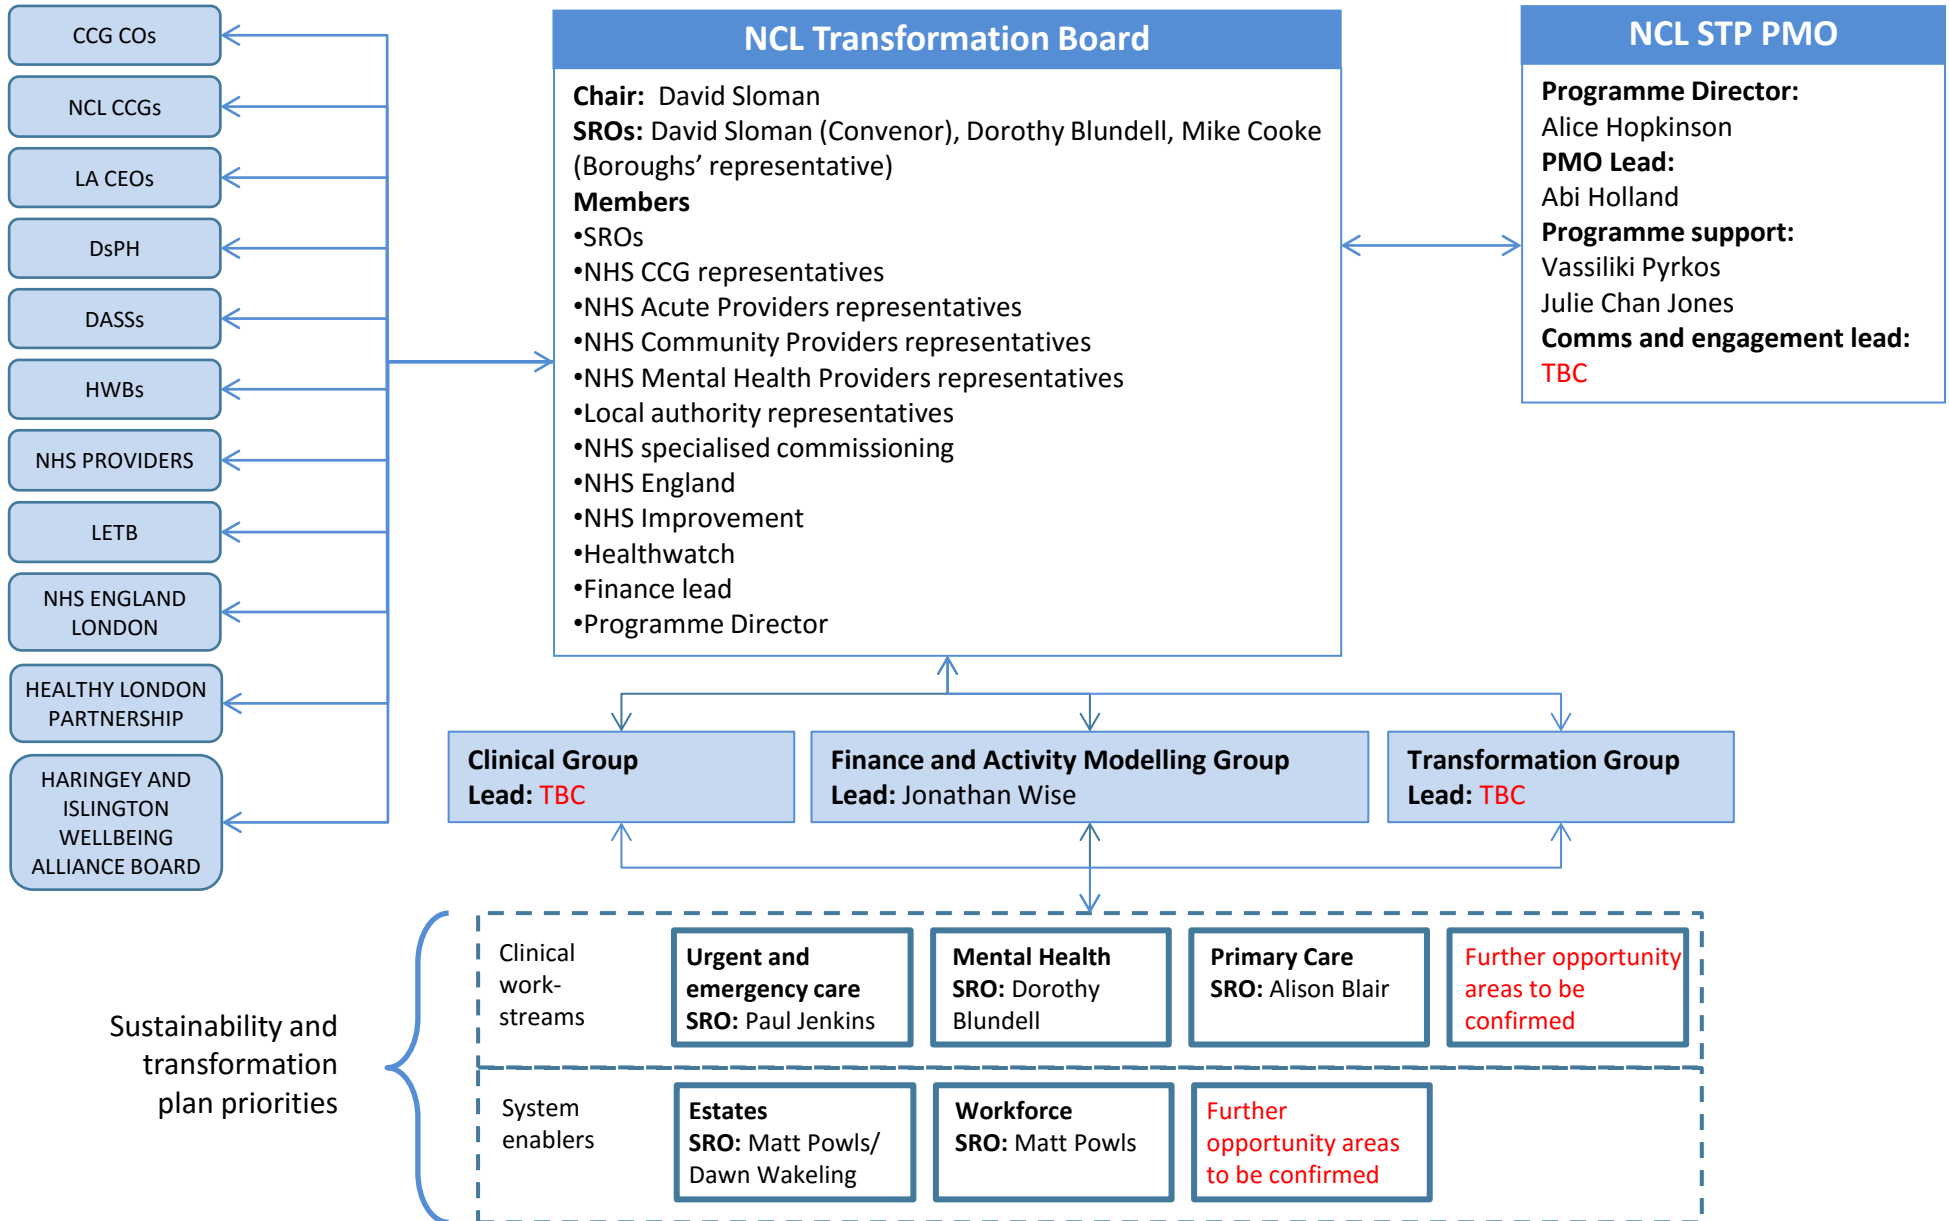 CCG COs
NCL CCGs
LA CEOs
DsPH
DASSs
HWBs
NHS PROVIDERS
LETB
NHS ENGLAND
LONDON
HEALTHY LONDON
PARTNERSHIP
HARINGEY AND
ISLINGTON
WELLBEING
ALLIANCE BOARD
NCL Transformation Board
Chair: David Sloman
SROs: David Sloman (Convenor), Dorothy Blundell, Mike Cooke
(Boroughs’ representative)
Members
•SROs
•NHS CCG representatives
•NHS Acute Providers representatives
•NHS Community Providers representatives
•NHS Mental Health Providers representatives
•Local authority representatives
•NHS specialised commissioning
•NHS England
•NHS Improvement
•Healthwatch
•Finance lead
•Programme Director
NCL STP PMO
Programme Director:
Alice Hopkinson
PMO Lead:
Abi Holland
Programme support:
Vassiliki Pyrkos
Julie Chan Jones
Comms and engagement lead:
TBC
Clinical Group
Lead: TBC
Finance and Activity Modelling Group
Lead: Jonathan Wise
Transformation Group
Lead: TBC
Sustainability and
transformation
plan priorities
Clinical
work-
streams
Urgent and
emergency care
SRO: Paul Jenkins
Mental Health
SRO: Dorothy
Blundell
Primary Care
SRO: Alison Blair
Further opportunity
areas to be
confirmed
System
enablers
Estates
SRO: Matt Powls/
Dawn Wakeling
Workforce
SRO: Matt Powls
Further
opportunity areas
to be confirmed